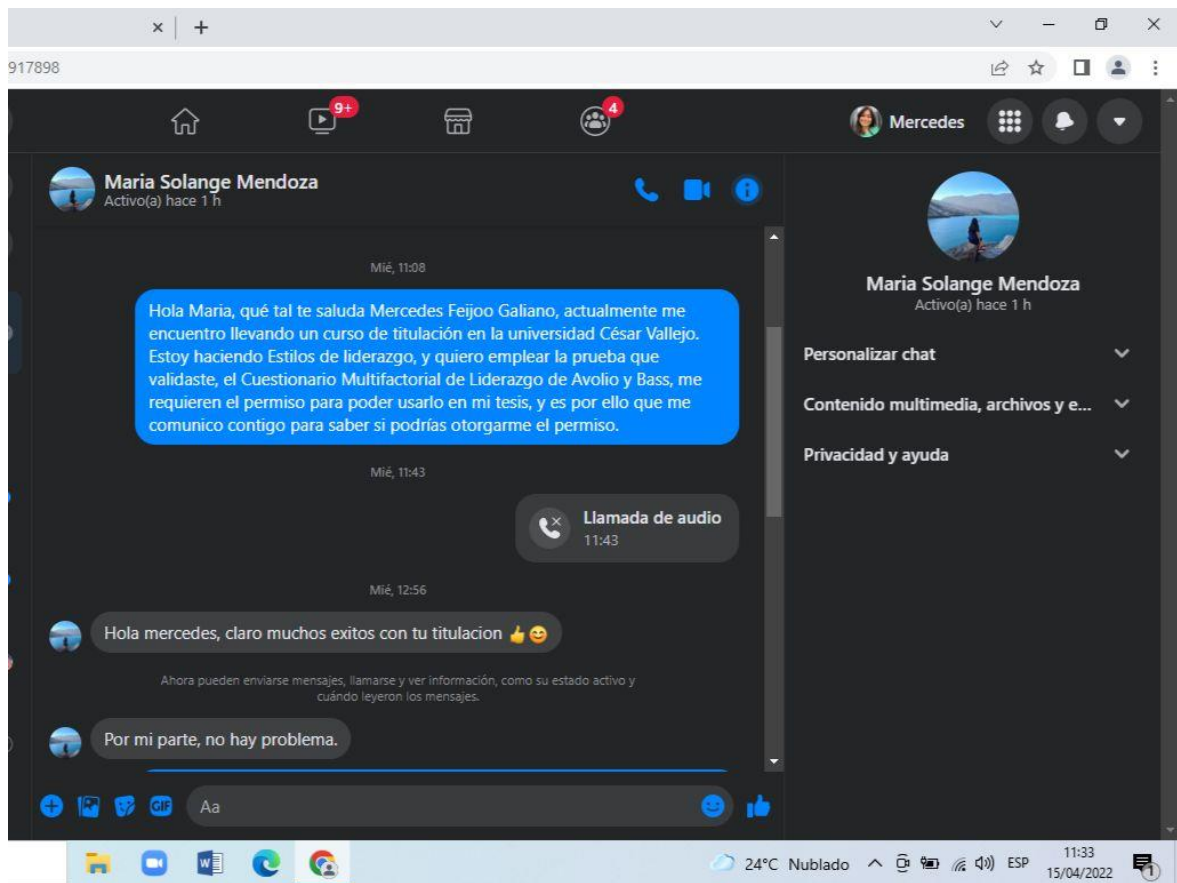 917898
9+
4
Mercedes
Maria Solange Mendoza
Activo(a) hace 1 h
Mié, 11:08
Hola Maria, qué tal te saluda Mercedes Feijoo Galiano, actualmente me
encuentro llevando un curso de titulación en la universidad César Vallejo.
Estoy haciendo Estilos de liderazgo, y quiero emplear la prueba que
validaste, el Cuestionario Multifactorial de Liderazgo de Avolio y Bass, me
requieren el permiso para poder usarlo en mi tesis, y es por ello que me
comunico contigo para saber si podrías otorgarme el permiso.
Mié, 11:43
Llamada de audio
11:43
Mié, 12:56
Hola mercedes, claro muchos exitos con tu titulacion 👍😊
Ahora pueden enviarse mensajes, llamarse y ver información, como su estado activo y
cuándo leyeron los mensajes.
Por mi parte, no hay problema.
GIF
Aa
Maria Solange Mendoza
Activo(a) hace 1 h
Personalizar chat
Contenido multimedia, archivos y e...
Privacidad y ayuda
W
24°C Nublado
ESP
11:33
15/04/2022
1